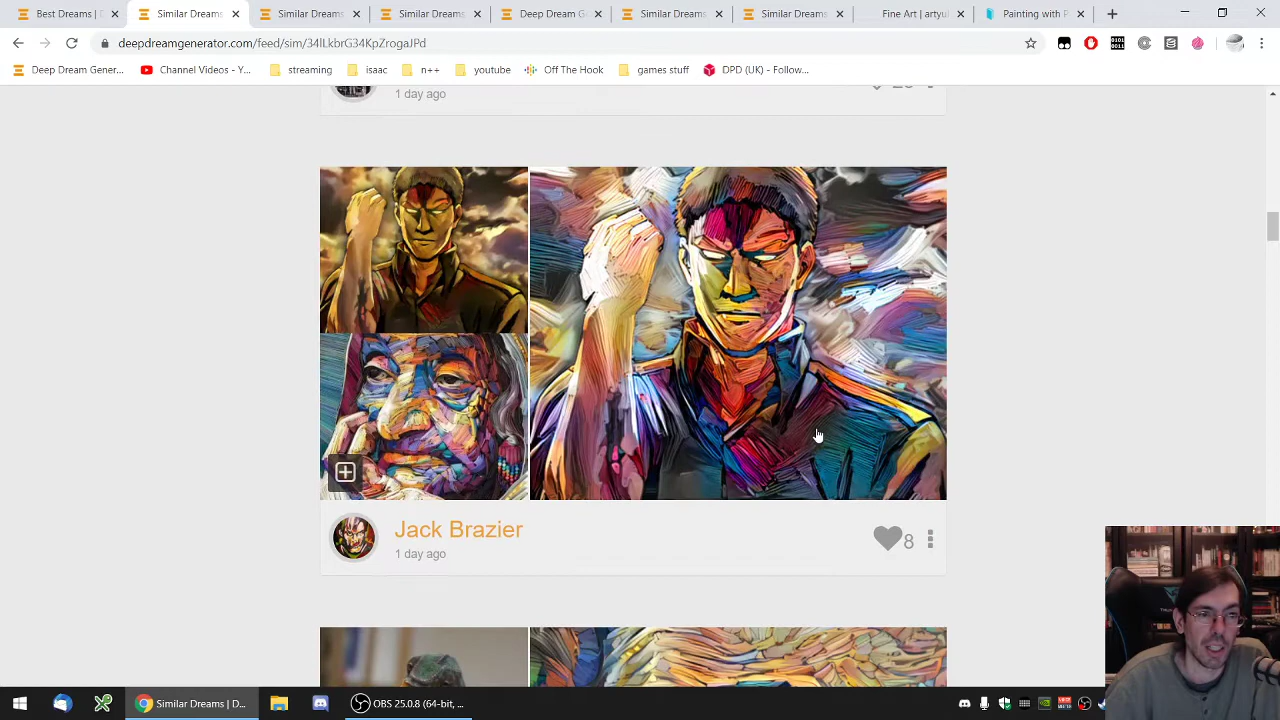 Best Dreams | D
Similar Dreams
Similar Dreams
Similar Dreams
Deep Dream Ge
Similar Dreams
Similar Dreams
Fine Art | artyu
Painting with P
deepdreamgenerator.com/feed/sim/34lLkbrG34KpZrogaJPD
Deep Dream Gener...
Channel Videos - Y...
streaming
isaac
n++
youtube
Off The Hook
games stuff
DPD (UK) - Follow...
1 day ago
Jack Brazier
1 day ago
8
Similar Dreams | D...
OBS 25.0.8 (64-bit, ...